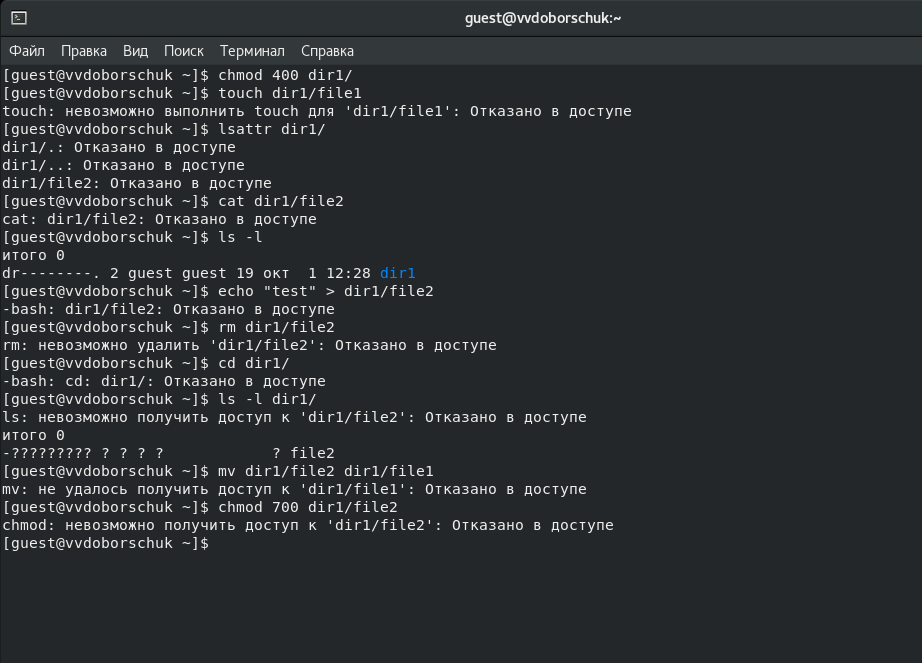 guest@vvdoborschuk:~
Файл Правка Вид Поиск Терминал Справка
[guest@vvdoborschuk ~]$ chmod 400 dir1/
[guest@vvdoborschuk ~]$ touch dir1/file1
touch: невозможно выполнить touch для 'dir1/file1': Отказано в доступе
[guest@vvdoborschuk ~]$ lsattr dir1/
dir1/.: Отказано в доступе
dir1/..: Отказано в доступе
dir1/file2: Отказано в доступе
[guest@vvdoborschuk ~]$ cat dir1/file2
cat: dir1/file2: Отказано в доступе
[guest@vvdoborschuk ~]$ ls -l
итого 0
dr--------. 2 guest guest 19 окт  1 12:28 dir1
[guest@vvdoborschuk ~]$ echo "test" > dir1/file2
-bash: dir1/file2: Отказано в доступе
[guest@vvdoborschuk ~]$ rm dir1/file2
rm: невозможно удалить 'dir1/file2': Отказано в доступе
[guest@vvdoborschuk ~]$ cd dir1/
-bash: cd: dir1/: Отказано в доступе
[guest@vvdoborschuk ~]$ ls -l dir1/
ls: невозможно получить доступ к 'dir1/file2': Отказано в доступе
итого 0
-????????? ? ? ? ?            ? file2
[guest@vvdoborschuk ~]$ mv dir1/file2 dir1/file1
mv: не удалось получить доступ к 'dir1/file1': Отказано в доступе
[guest@vvdoborschuk ~]$ chmod 700 dir1/file2
chmod: невозможно получить доступ к 'dir1/file2': Отказано в доступе
[guest@vvdoborschuk ~]$